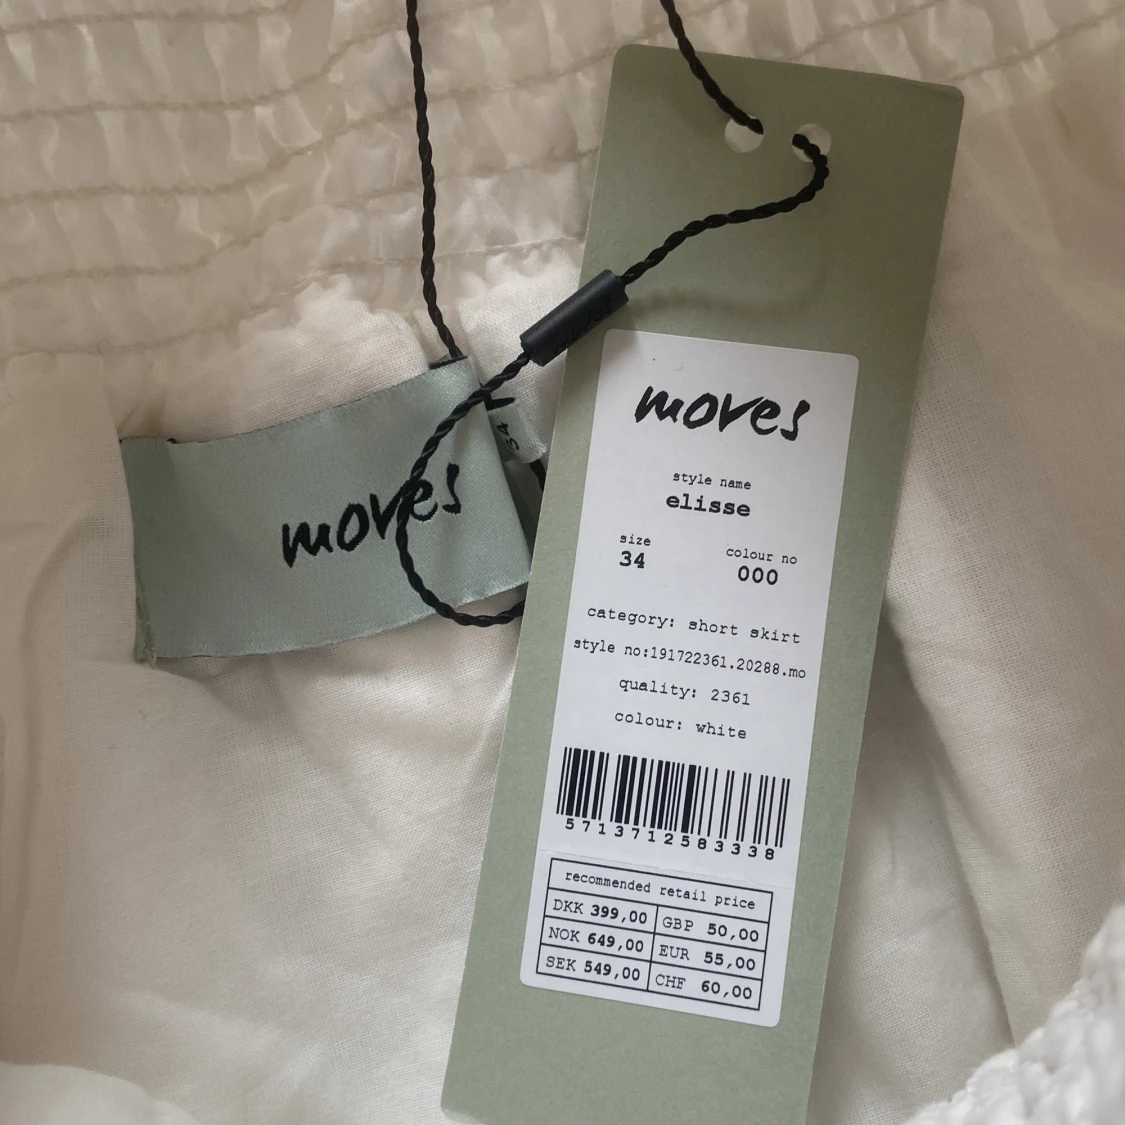 moves
34
moves
style name
elisse
size
34
colour no
000
category: short skirt
style no:191722361.20288.mo
quality: 2361
colour: white
5713712583338
recommended retail price
DKK 399,00
GBP 50,00
NOK 649,00
EUR 55,00
SEK 549,00
CHF 60,00